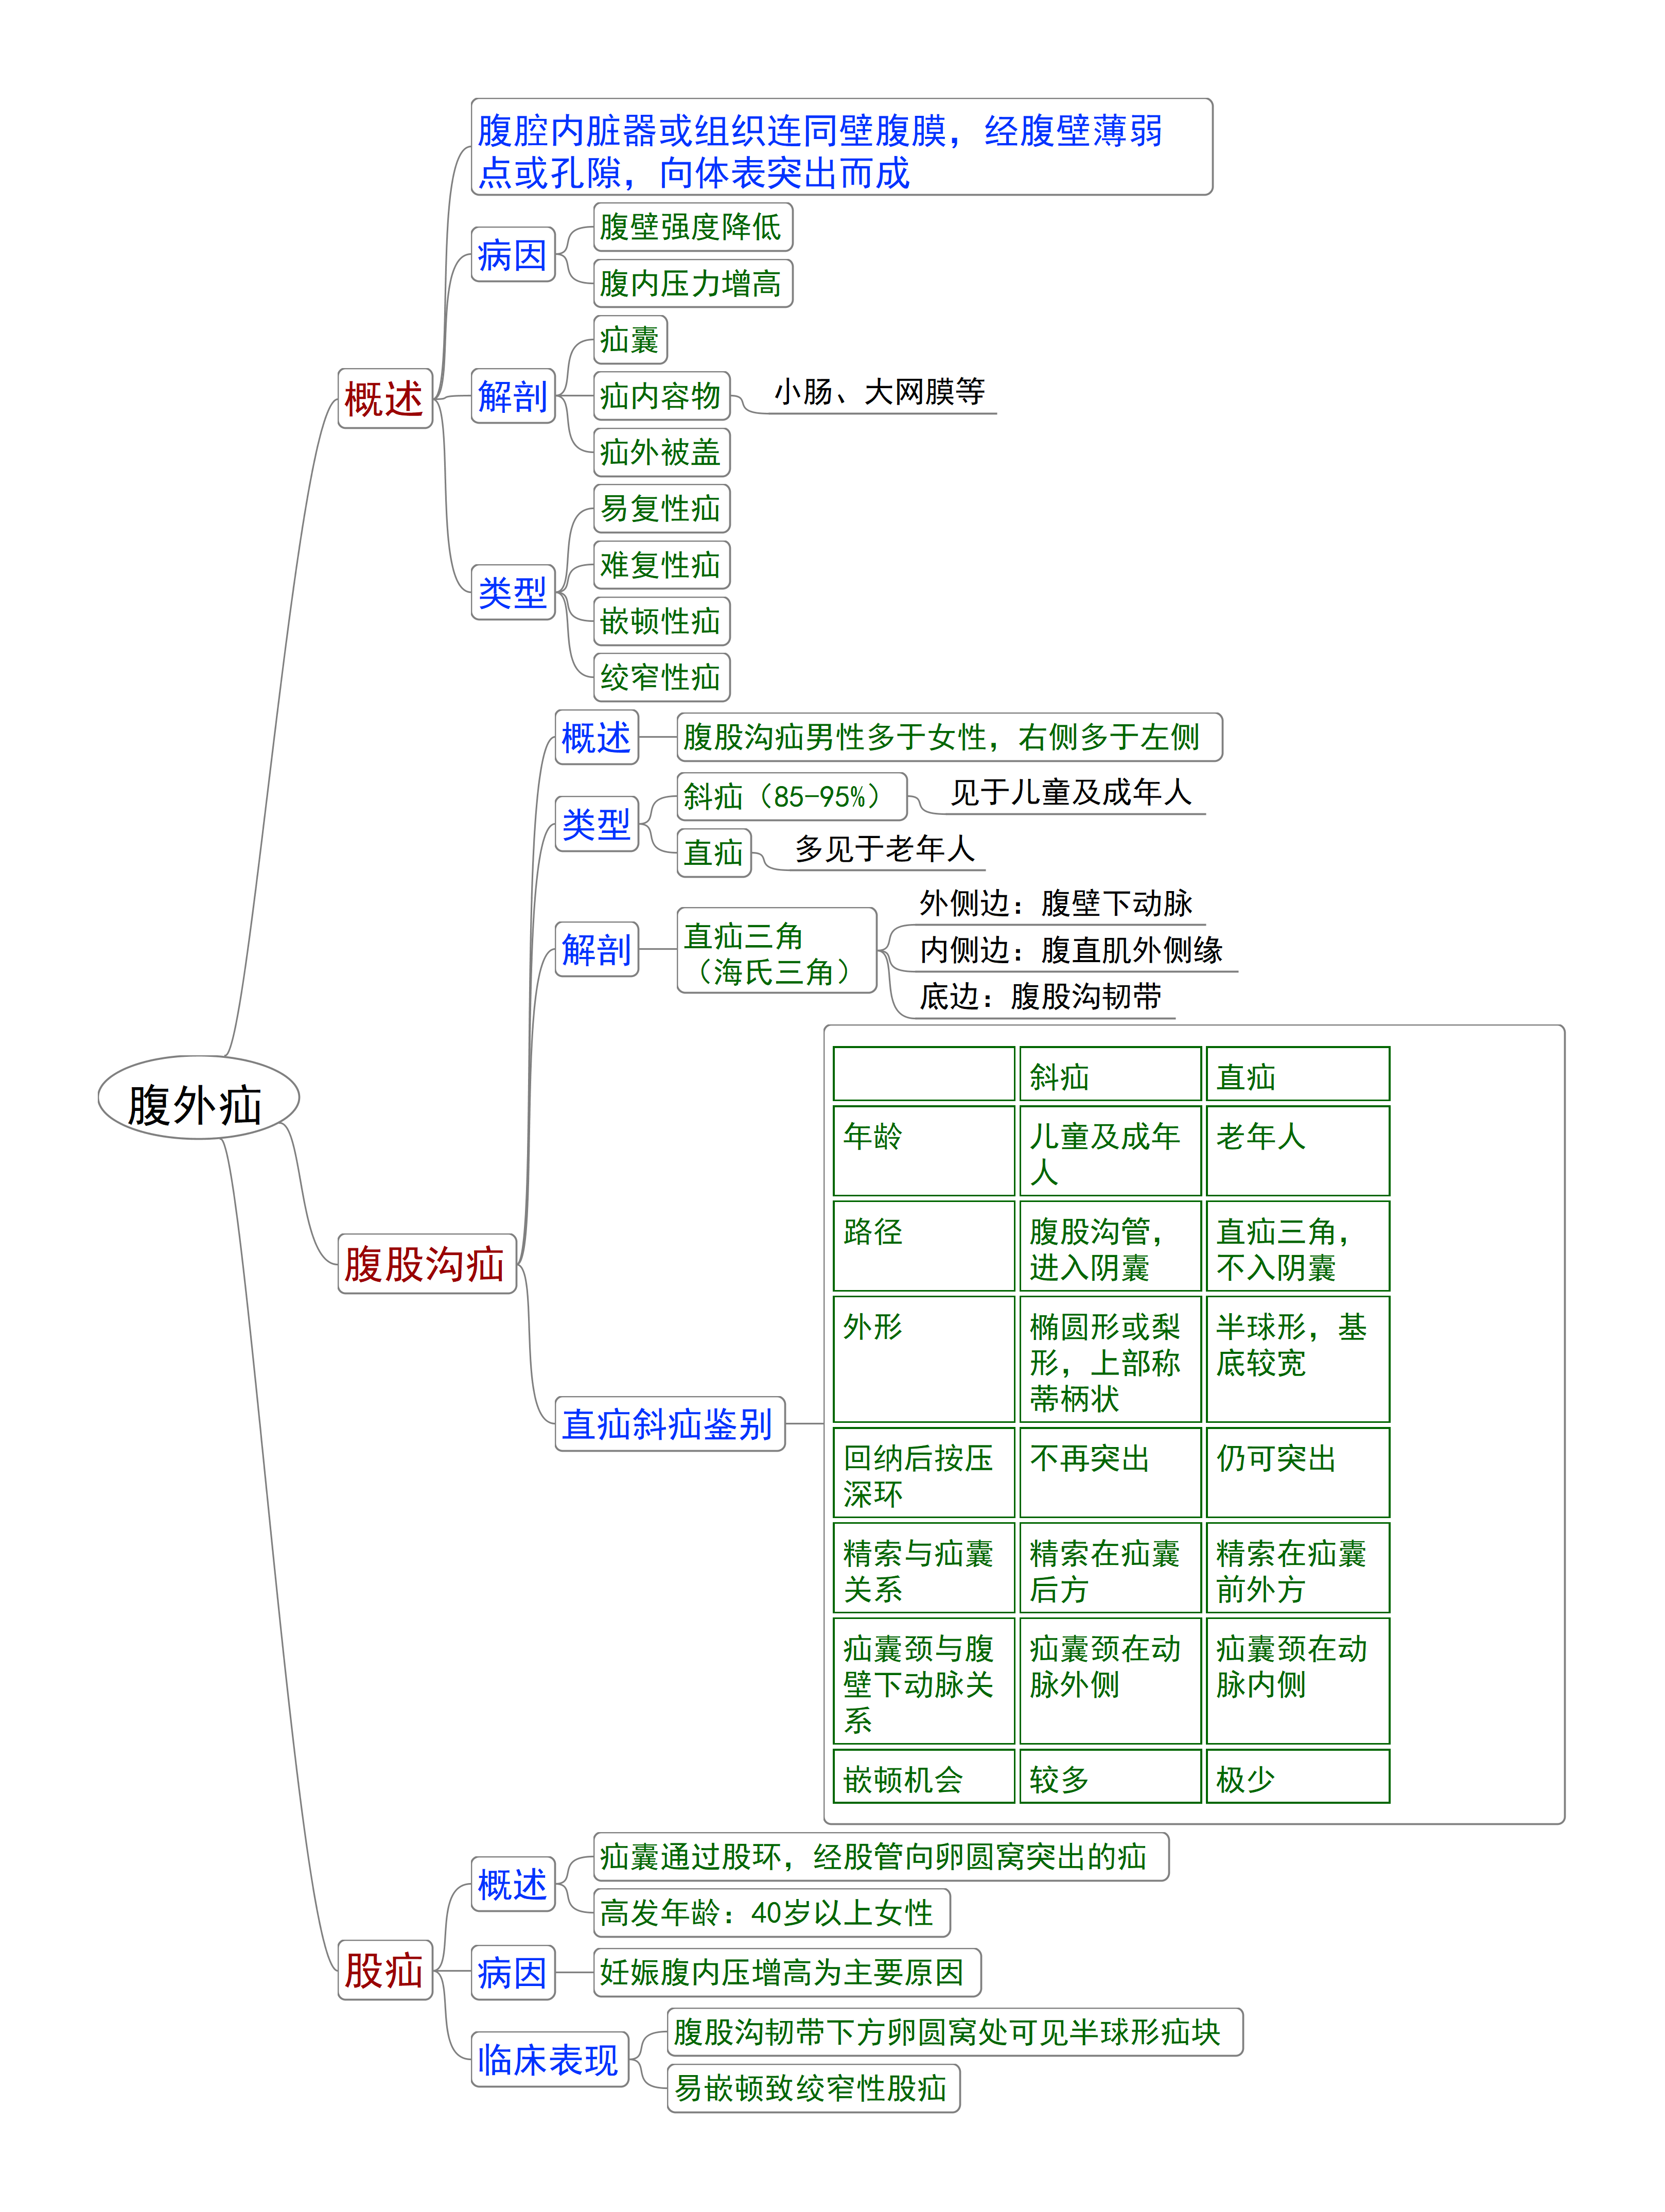 腹腔内脏器或组织连同壁腹膜，经腹壁薄弱
点或孔隙，向体表突出而成
腹壁强度降低
病因
腹内压力增高
疝囊
概述
解剖
疝内容物
小肠、大网膜等
疝外被盖
易复性疝
难复性疝
类型
嵌顿性疝
绞窄性疝
概述
腹股沟疝男性多于女性，右侧多于左侧
斜疝（85-95%）
见于儿童及成年人
类型
直疝
多见于老年人
外侧边：腹壁下动脉
解剖
直疝三角
（海氏三角）
内侧边：腹直肌外侧缘
底边：腹股沟韧带
腹外疝
腹股沟疝
直疝斜疝鉴别
斜疝
直疝
年龄
儿童及成年
人
老年人
路径
腹股沟管，
进入阴囊
直疝三角，
不入阴囊
外形
椭圆形或梨
形，上部称
蒂柄状
半球形，基
底较宽
回纳后按压
深环
不再突出
仍可突出
精索与疝囊
关系
精索在疝囊
后方
精索在疝囊
前外方
疝囊颈与腹
壁下动脉关
系
疝囊颈在动
脉外侧
疝囊颈在动
脉内侧
嵌顿机会
较多
极少
疝囊通过股环，经股管向卵圆窝突出的疝
概述
高发年龄：40岁以上女性
股疝
病因
妊娠腹内压增高为主要原因
腹股沟韧带下方卵圆窝处可见半球形疝块
临床表现
易嵌顿致绞窄性股疝